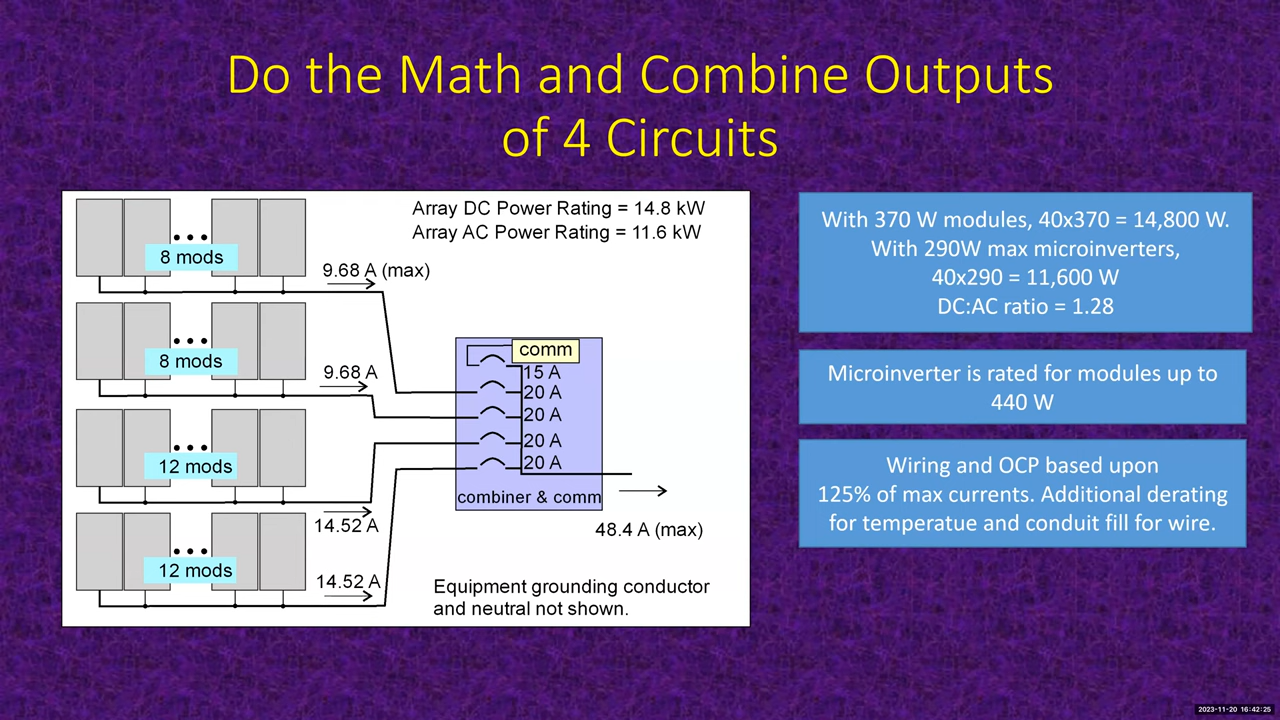 Do the Math and Combine Outputs
of 4 Circuits
Array DC Power Rating = 14.8 kW
Array AC Power Rating = 11.6 kW
8 mods
9.68 A (max)
8 mods
9.68 A
12 mods
14.52 A
12 mods
14.52 A
comm
15 A
20 A
20 A
20 A
20 A
combiner & comm
48.4 A (max)
Equipment grounding conductor
and neutral not shown.
With 370 W modules, 40x370 = 14,800 W.
With 290W max microinverters,
40x290 = 11,600 W
DC:AC ratio = 1.28
Microinverter is rated for modules up to
440 W
Wiring and OCP based upon
125% of max currents. Additional derating
for temperatue and conduit fill for wire.
2023-11-20 16:42:25